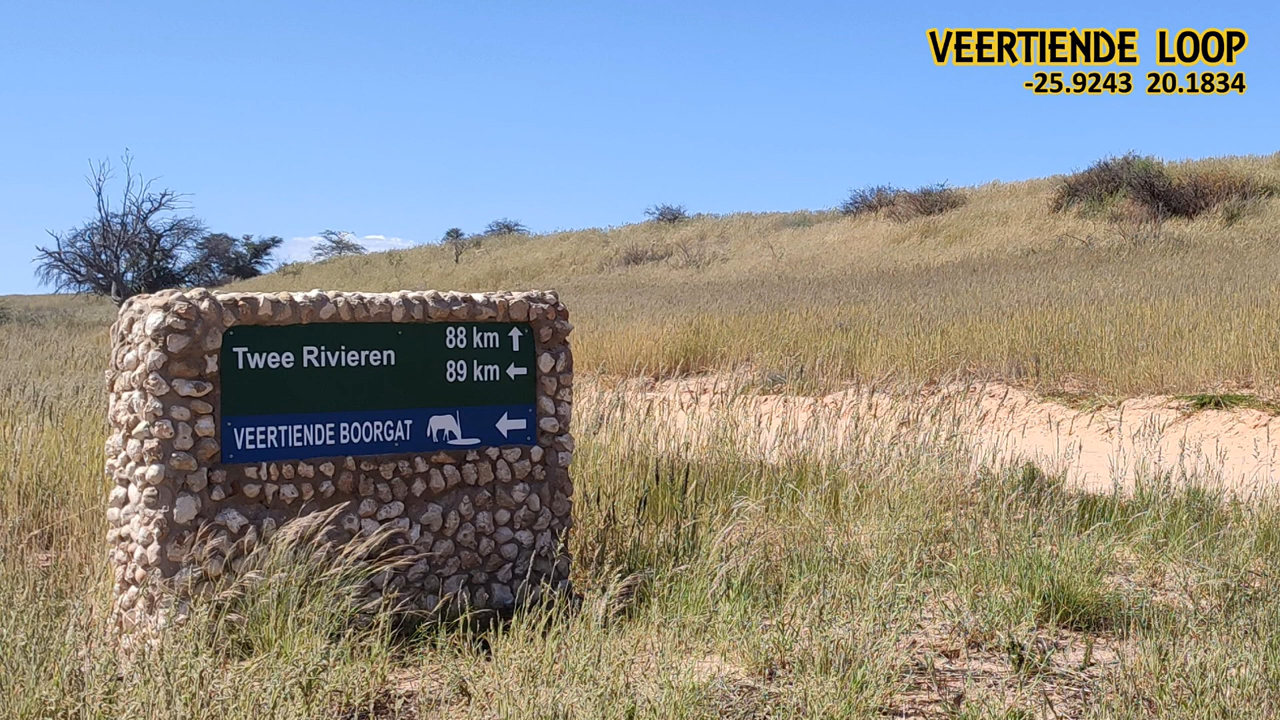 VEERTIENDE LOOP
-25.9243 20.1834
Twee Rivieren
88 km ↑
89 km ←
VEERTIENDE BOORGAT ←